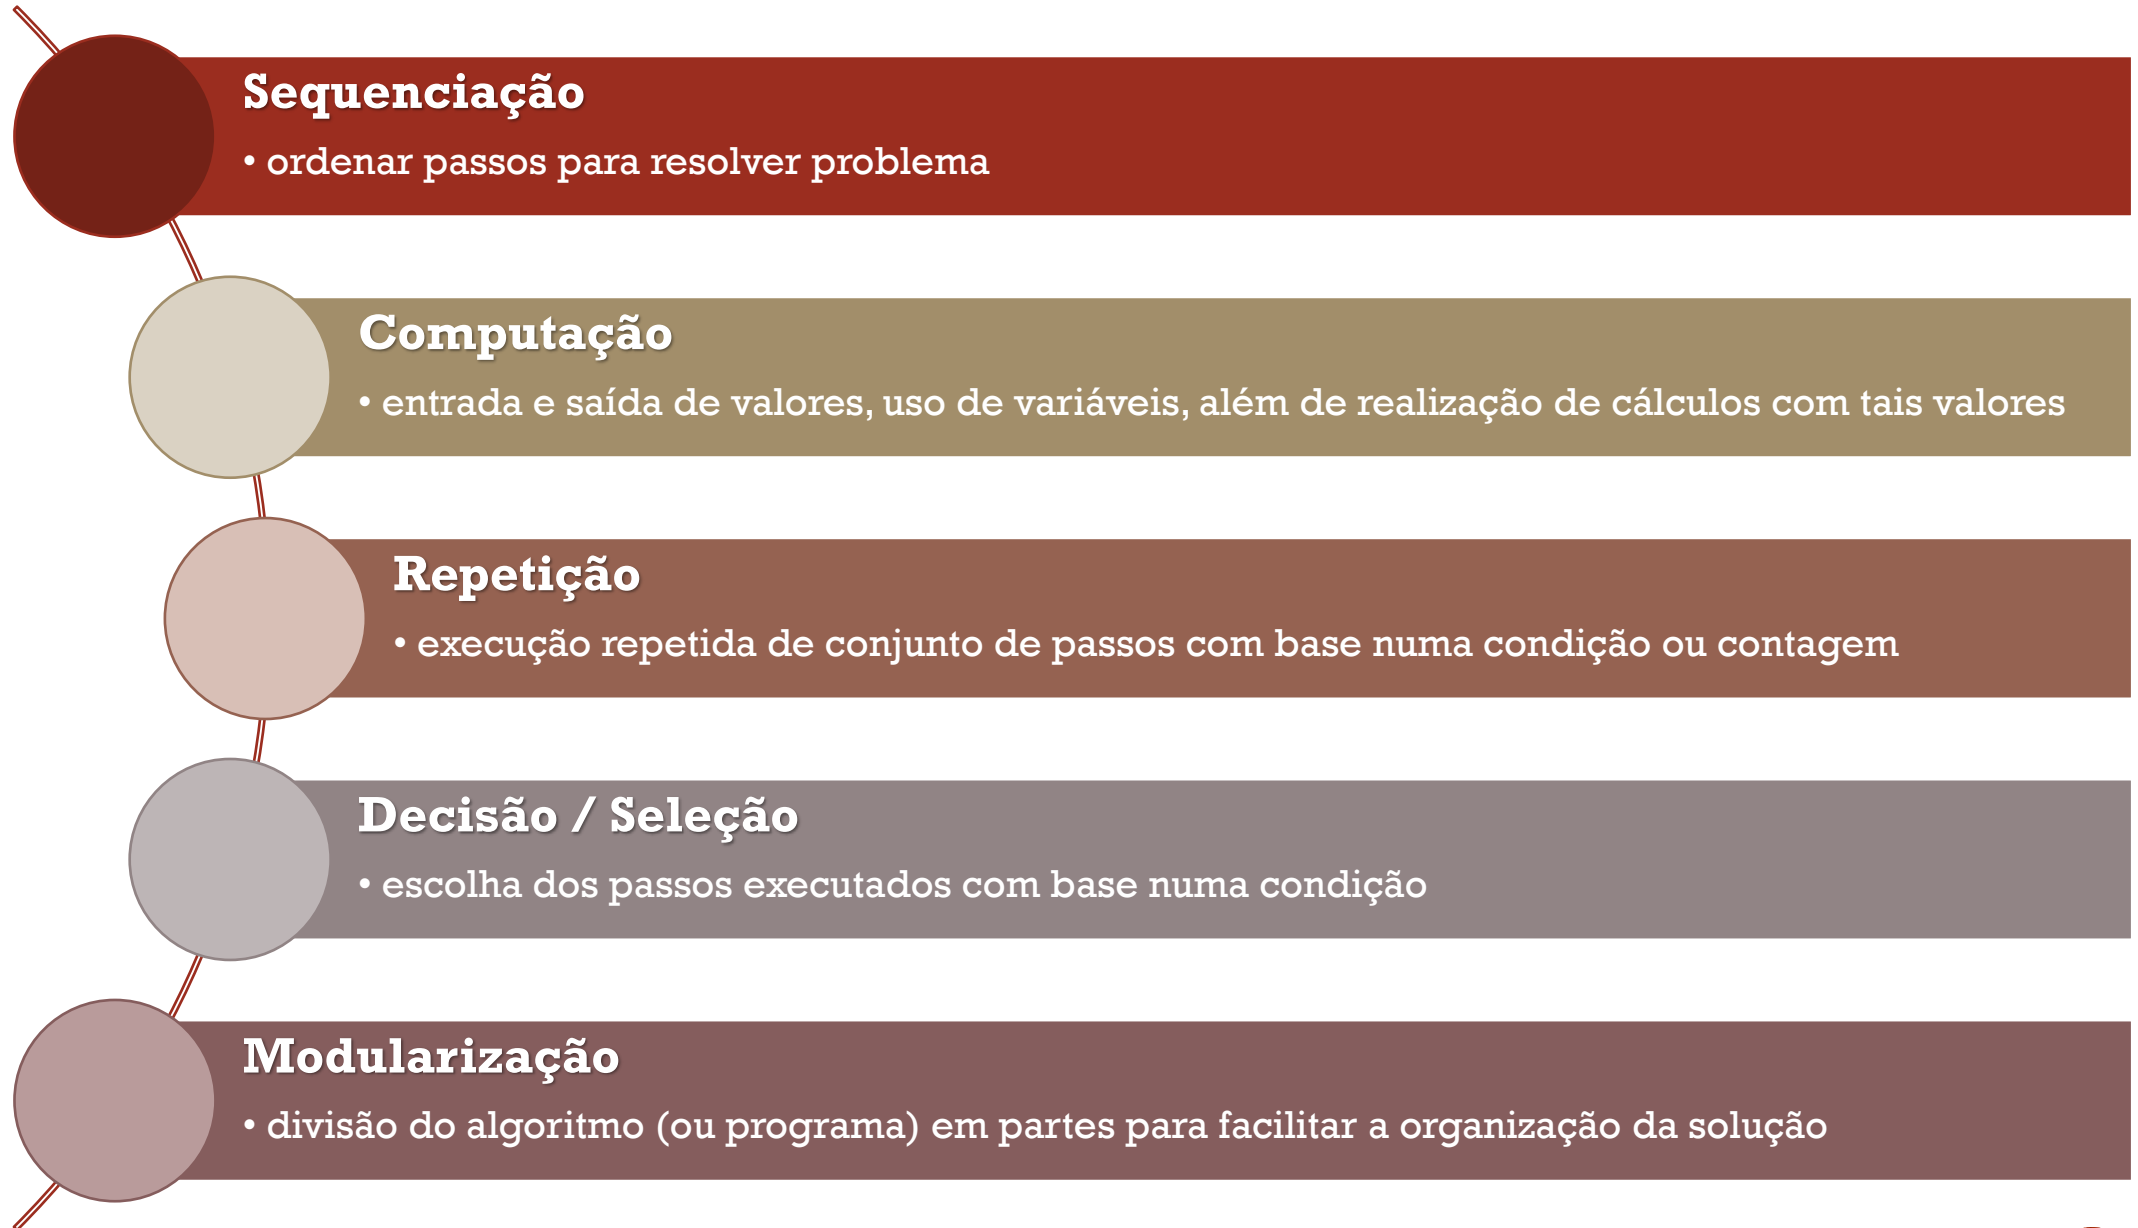 Sequenciação
• ordenar passos para resolver problema
Computação
• entrada e saída de valores, uso de variáveis, além de realização de cálculos com tais valores
Repetição
• execução repetida de conjunto de passos com base numa condição ou contagem
Decisão / Seleção
• escolha dos passos executados com base numa condição
Modularização
• divisão do algoritmo (ou programa) em partes para facilitar a organização da solução